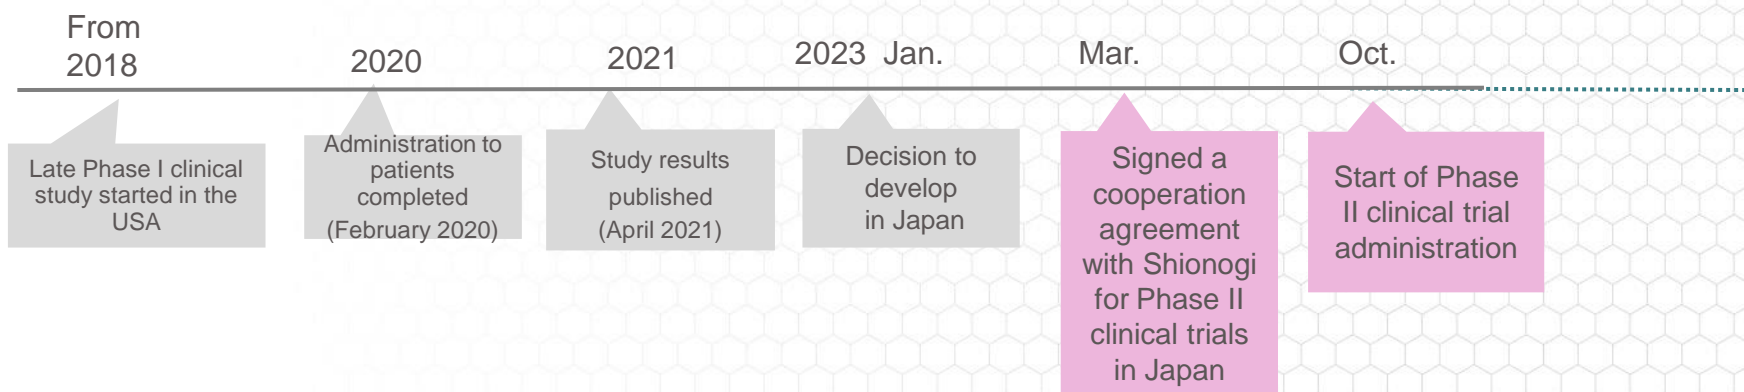 From
2018
2020
2021
2023 Jan.
Mar.
Oct.
Late Phase I clinical
study started in the
USA
Administration to
patients
completed
(February 2020)
Study results
published
(April 2021)
Decision to
develop
in Japan
Signed a
cooperation
agreement
with Shionogi
for Phase II
clinical trials
in Japan
Start of Phase
II clinical trial
administration